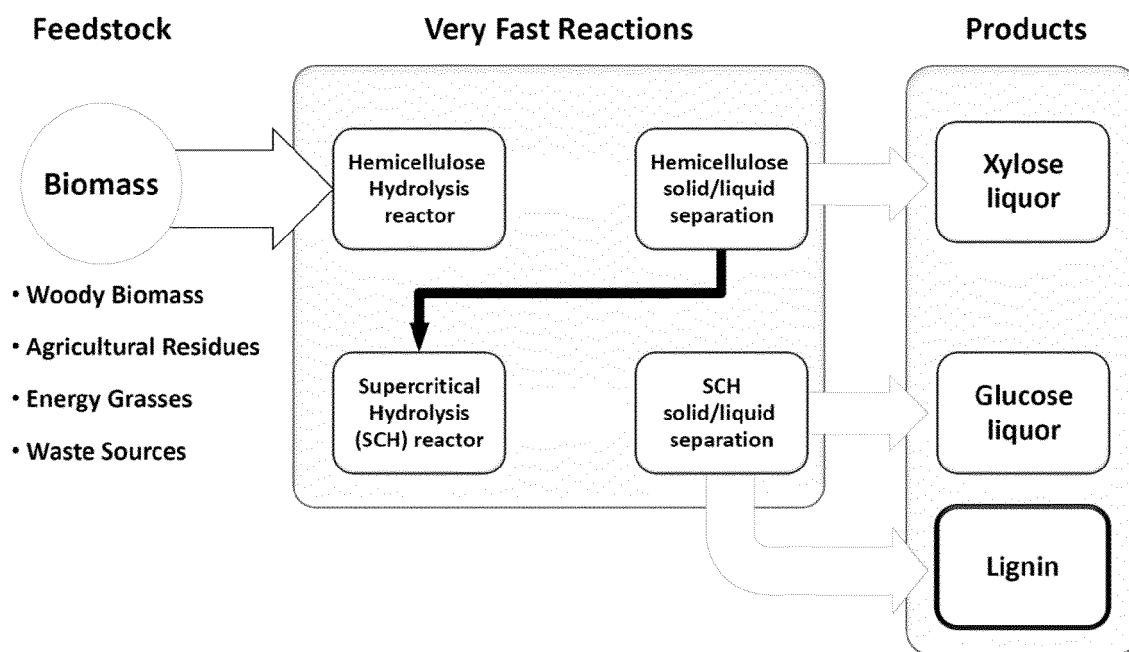 Feedstock
Very Fast Reactions
Products
Biomass
• Woody Biomass
• Agricultural Residues
• Energy Grasses
• Waste Sources
Hemicellulose
Hydrolysis
reactor
Hemicellulose
solid/liquid
separation
Supercritical
Hydrolysis
(SCH) reactor
SCH
solid/liquid
separation
Xylose
liquor
Glucose
liquor
Lignin